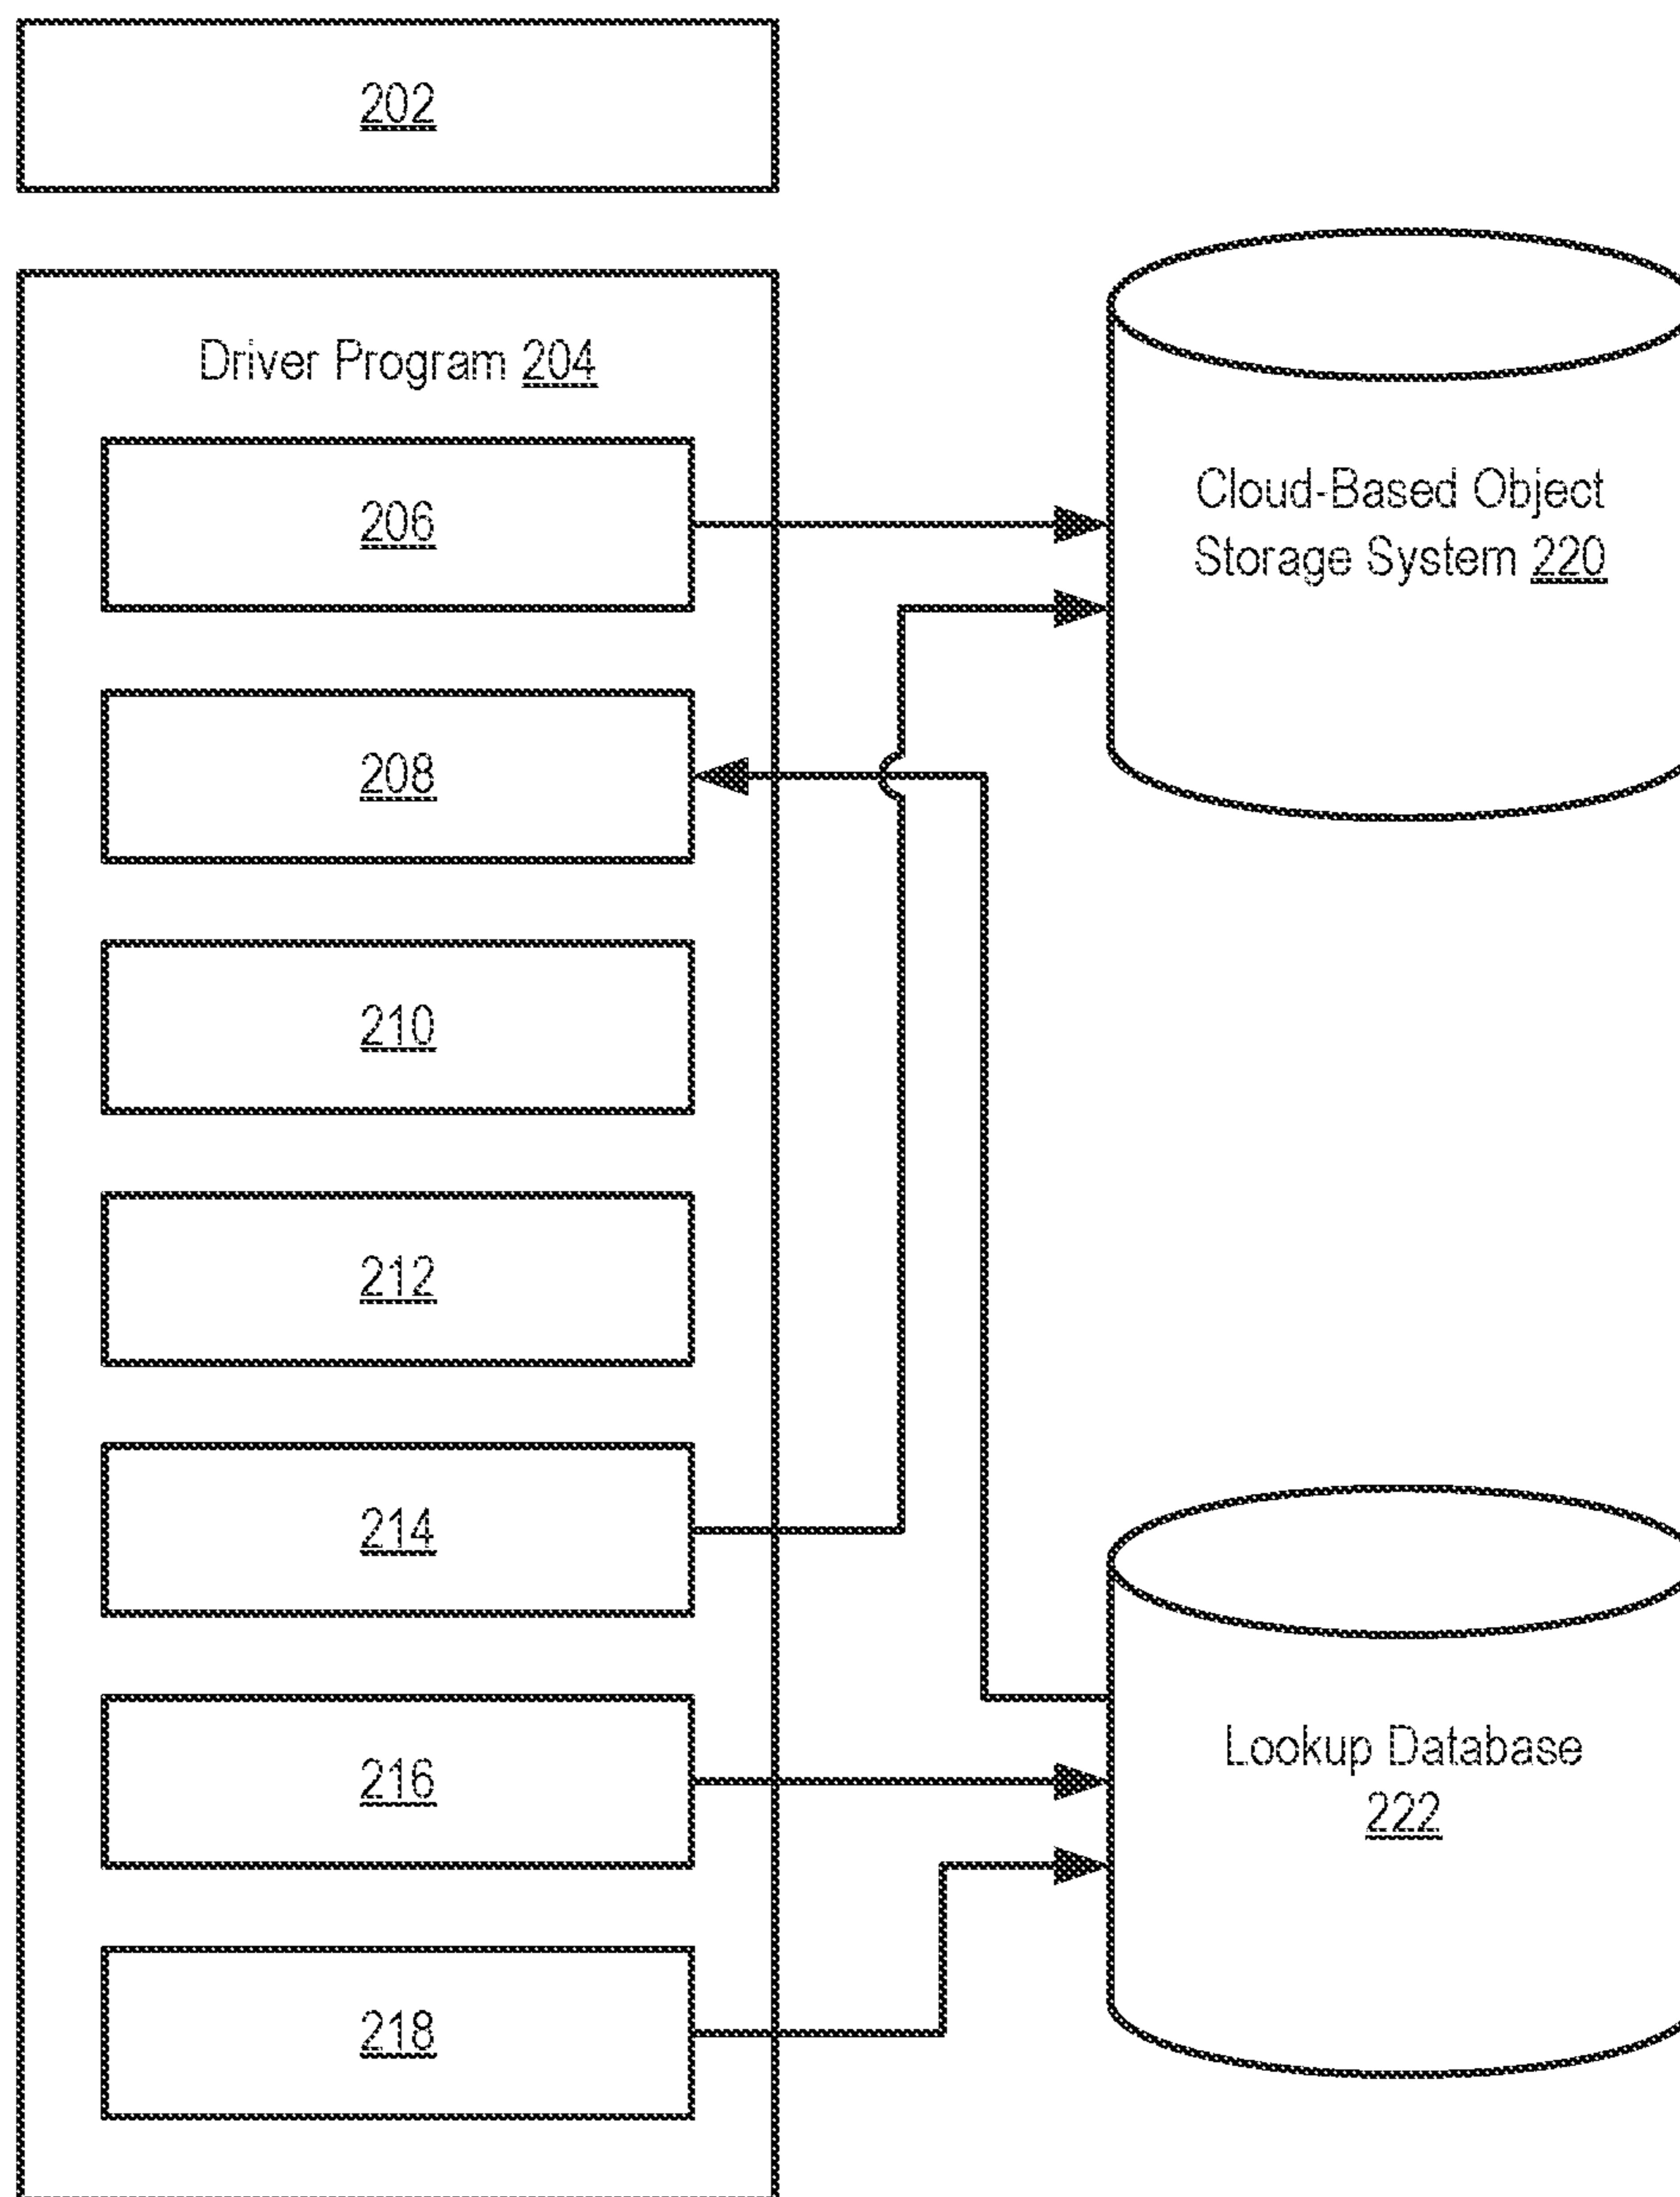 202
Driver Program 204
206
208
210
212
214
216
218
Cloud-Based Object
Storage System 220
Lookup Database
222